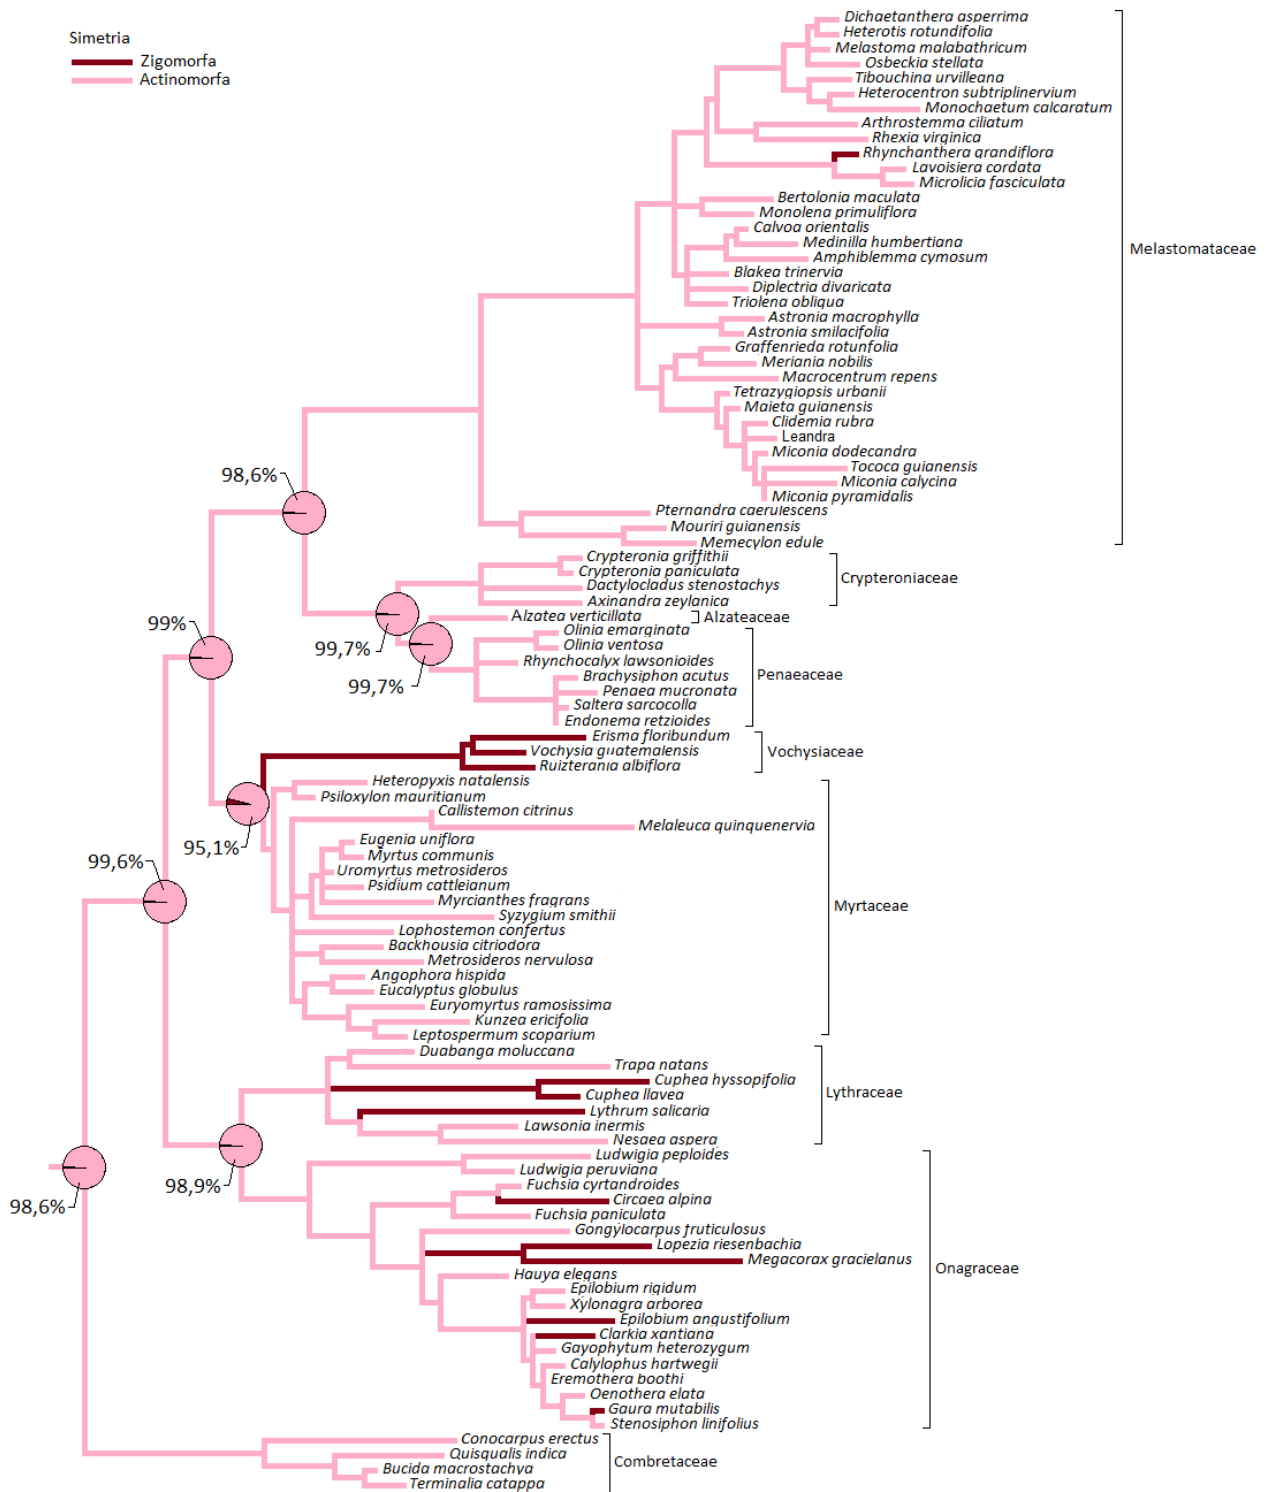 Simetria
Zigomorfa
Actinomorfa
Dichaetanthera asperrima
Heterotis rotundifolia
Melastoma malabathricum
Osbeckia stellata
Tibouchina urvilleana
Heterocentron subtriplinervium
Monochaetum calcaratum
Arthrostemma ciliatum
Rhexia virginica
Rhynchanthera grandiflora
Lavoisiera cordata
Microlicia fasciculata
Bertolonia maculata
Monolena primuliflora
Calvoa orientalis
Medinilla humbertiana
Melastomataceae
Amphiblemma cymosum
Blakea trinervia
Diplectria divaricata
Triolena obliqua
Astronia macrophylla
Astronia smilacifolia
Graffenrieda rotunfolia
Meriania nobilis
Macrocentrum repens
Tetrazygiopsis urbanii
Maieta guianensis
Clidemia rubra
Leandra
Miconia dodecandra
Tococa guianensis
98,6%
Miconia calycina
Miconia pyramidalis
Pternandra caerulescens
Mouriri guianensis
Memecylon edule
Crypteronia griffithii
Crypteronia paniculata
Crypteroniaceae
Dactylocladus stenostachys
Axinandra zeylanica
Alzatea verticillata
Alzateaceae
99%
Olinia emarginata
Olinia ventosa
99,7%
Rhynchocalyx lawsonioides
Brachysiphon acutus
Penaeaceae
99,7%
Penaea mucronata
Saltera sarcocolla
Endonema retzioides
Erisma floribundum
Vochysia guatemalensis
Vochysiaceae
Ruizterania albiflora
Heteropyxis natalensis
Psiloxylon mauritianum
Callistemon citrinus
Melaleuca quinquenervia
Eugenia uniflora
95,1%
Myrtus communis
99,6%
Uromyrtus metrosideros
Psidium cattleianum
Myrcianthes fragrans
Myrtaceae
Syzygium smithii
Lophostemon confertus
Backhousia citriodora
Metrosideros nervulosa
Angophora hispida
Eucalyptus globulus
Euryomyrtus ramosissima
Kunzea ericifolia
Leptospermum scoparium
Duabanga moluccana
Trapa natans
Cuphea hyssopifolia
Lythraceae
Cuphea llavea
Lythrum salicaria
Lawsonia inermis
Nesaea aspera
Ludwigia peploides
Ludwigia peruviana
98,9%
Fuchsia cyrtandroides
Circaea alpina
98,6%
Fuchsia paniculata
Gongylocarpus fruticulosus
Lopezia riesenbachia
Megacorax gracielanus
Onagraceae
Hauya elegans
Epilobium rigidum
Xylonagra arborea
Epilobium angustifolium
Clarkia xantiana
Gayophytum heterozygum
Calylophus hartwegii
Eremothera boothi
Oenothera elata
Gaura mutabilis
Stenosiphon linifolius
Conocarpus erectus
Quisqualis indica
Combretaceae
Bucida macrostachya
Terminalia catappa